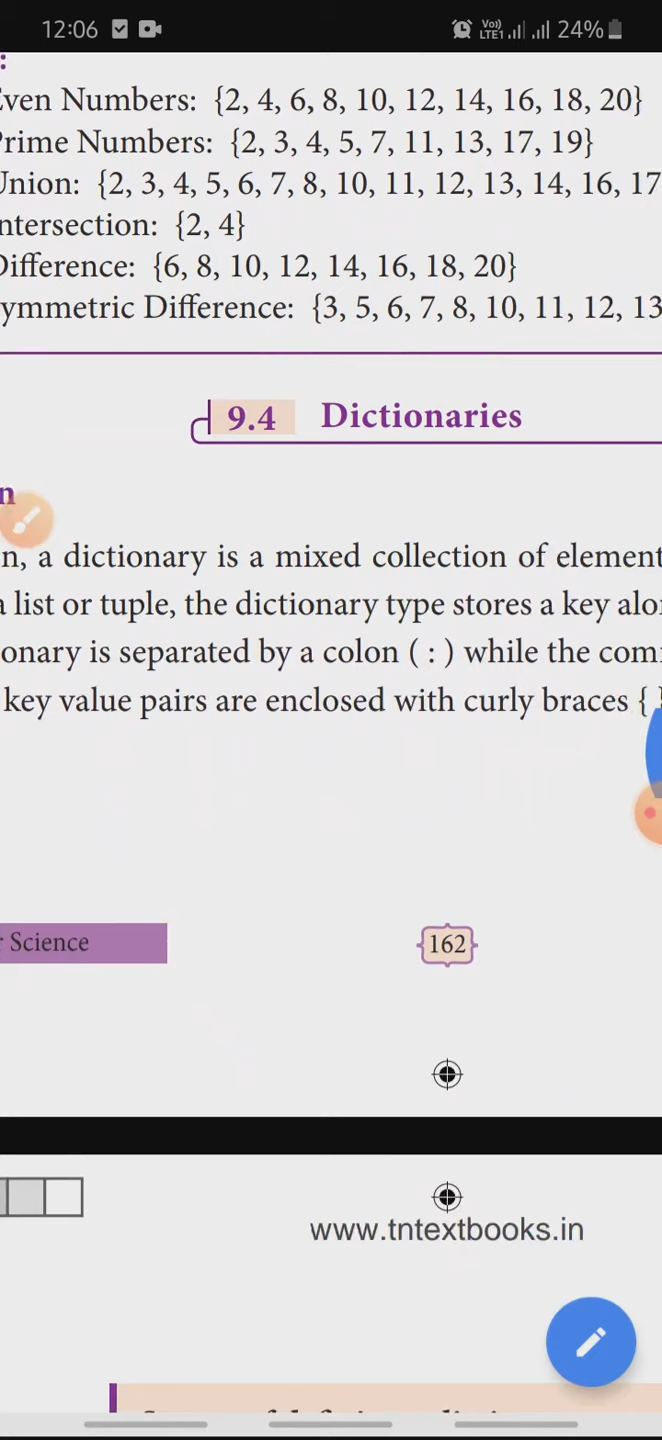 12:06 Vo)) LTE1 24%
:
Even Numbers: {2, 4, 6, 8, 10, 12, 14, 16, 18, 20}
Prime Numbers: {2, 3, 4, 5, 7, 11, 13, 17, 19}
Union: {2, 3, 4, 5, 6, 7, 8, 10, 11, 12, 13, 14, 16, 17
ntersection: {2, 4}
Difference: {6, 8, 10, 12, 14, 16, 18, 20}
ymmetric Difference: {3, 5, 6, 7, 8, 10, 11, 12, 13
9.4 Dictionaries
n
n, a dictionary is a mixed collection of element
a list or tuple, the dictionary type stores a key alo
onary is separated by a colon ( : ) while the com
key value pairs are enclosed with curly braces {
r Science
162
www.tntextbooks.in